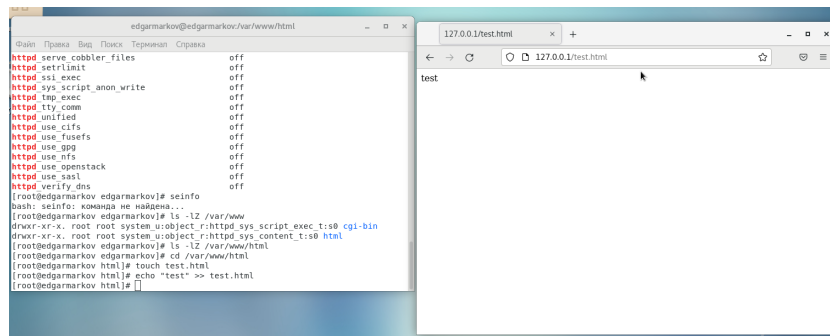 edgarmarkov@edgarmarkov:/var/www/html
Файл Правка Вид Поиск Терминал Справка
httpd_serve_cobbler_files off
httpd_setrlimit off
httpd_ssi_exec off
httpd_sys_script_anon_write off
httpd_tmp_exec off
httpd_tty_comm off
httpd_unified off
httpd_use_cifs off
httpd_use_fusefs off
httpd_use_gpg off
httpd_use_nfs off
httpd_use_openstack off
httpd_use_sasl off
httpd_verify_dns off
[root@edgarmarkov edgarmarkov]# seinfo
bash: seinfo: команда не найдена...
[root@edgarmarkov edgarmarkov]# ls -lZ /var/www
drwxr-xr-x. root root system_u:object_r:httpd_sys_script_exec_t:s0 cgi-bin
drwxr-xr-x. root root system_u:object_r:httpd_sys_content_t:s0 html
[root@edgarmarkov edgarmarkov]# ls -lZ /var/www/html
[root@edgarmarkov edgarmarkov]# cd /var/www/html
[root@edgarmarkov html]# touch test.html
[root@edgarmarkov html]# echo "test" >> test.html
[root@edgarmarkov html]#
127.0.0.1/test.html
127.0.0.1/test.html
test